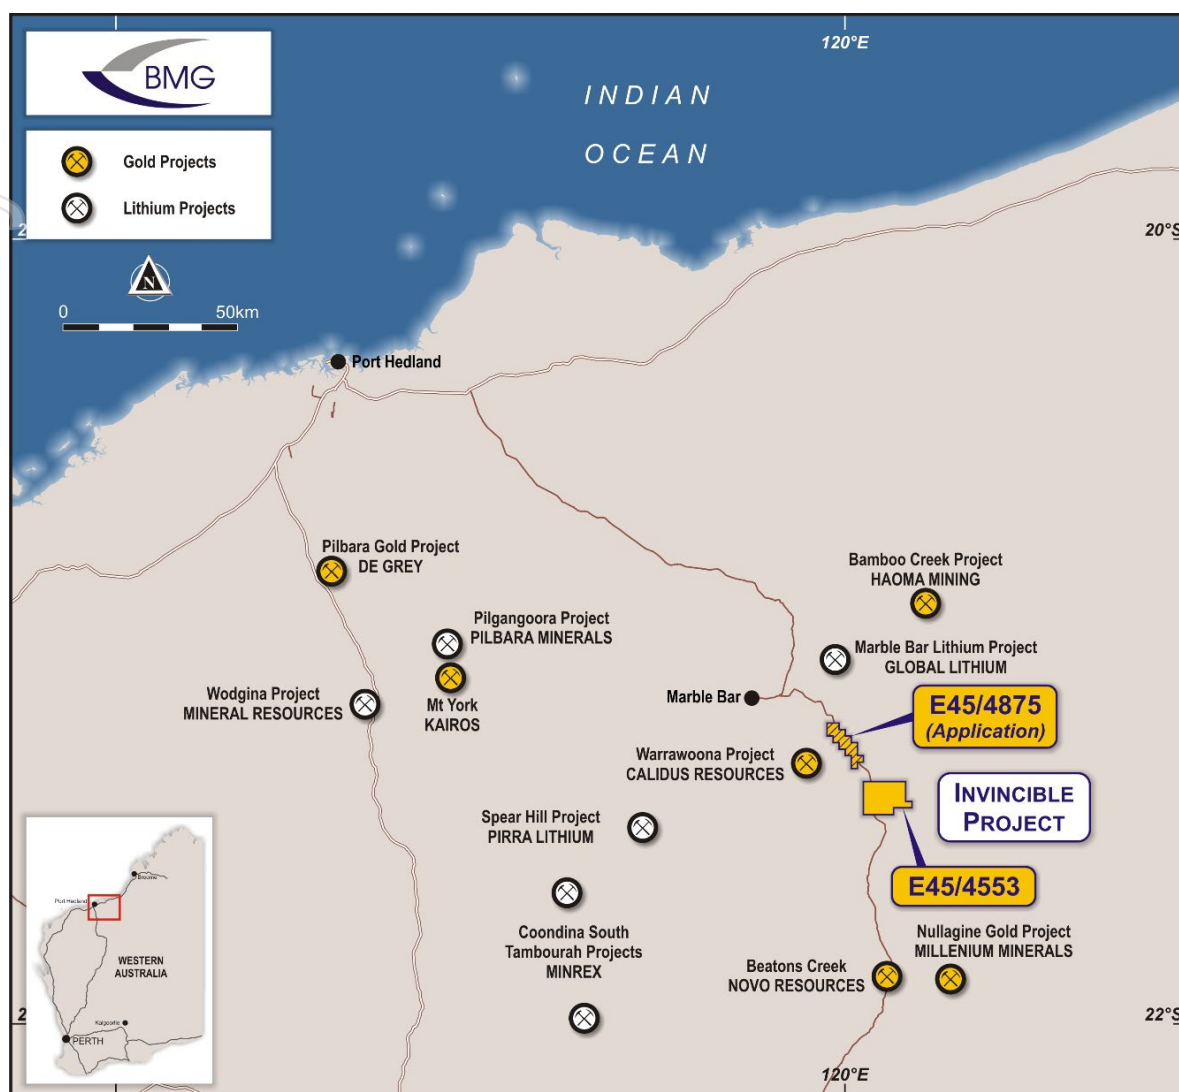 120°E
BMG
INDIAN
OCEAN
Gold Projects
Lithium Projects
20°S
N
0 50km
Port Hedland
Pilbara Gold Project
DE GREY
Bamboo Creek Project
HAOMA MINING
Pilgangoora Project
PILBARA MINERALS
Marble Bar Lithium Project
GLOBAL LITHIUM
Wodgina Project
MINERAL RESOURCES
Mt York
KAIROS
Marble Bar
E45/4875
(Application)
Warrawoona Project
CALIDUS RESOURCES
INVINCIBLE
PROJECT
Spear Hill Project
PIRRA LITHIUM
E45/4553
Coondina South
Tambourah Projects
MINREX
Nullagine Gold Project
MILLENIUM MINERALS
Beatons Creek
NOVO RESOURCES
Broome
Port Hedland
WESTERN
AUSTRALIA
Kalgoorlie
PERTH
22°S
120°E